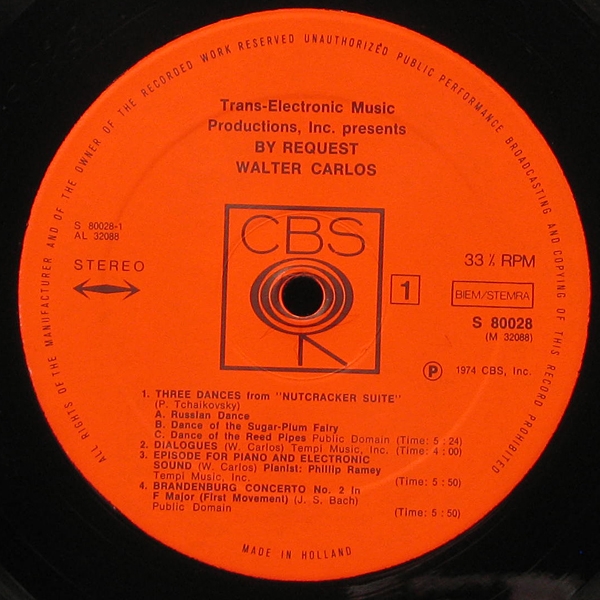 ALL RIGHTS OF THE MANUFACTURER AND OF THE OWNER OF THE RECORDED WORK RESERVED UNAUTHORIZED PUBLIC PERFORMANCE BROADCASTING AND COPYING OF THIS RECORD PROHIBITED
Trans-Electronic Music
Productions, Inc. presents
BY REQUEST
WALTER CARLOS
S 80028-1
AL 32088
STEREO
CBS
1
33 ⅓ RPM
BIEM/STEMRA
S 80028
(M 32088)
Ⓟ 1974 CBS, Inc.
1. THREE DANCES from "NUTCRACKER SUITE"
(P. Tchaikovsky)
A. Russian Dance
B. Dance of the Sugar-Plum Fairy
C. Dance of the Reed Pipes Public Domain (Time: 5 : 24)
2. DIALOGUES (W. Carlos) Tempi Music, Inc. (Time: 4 : 00)
3. EPISODE FOR PIANO AND ELECTRONIC
SOUND (W. Carlos) Pianist: Phillip Ramey
Tempi Music, Inc. (Time: 5 : 50)
4. BRANDENBURG CONCERTO No. 2 in
F Major (First Movement) (J. S. Bach)
Public Domain (Time: 5 : 50)
MADE IN HOLLAND